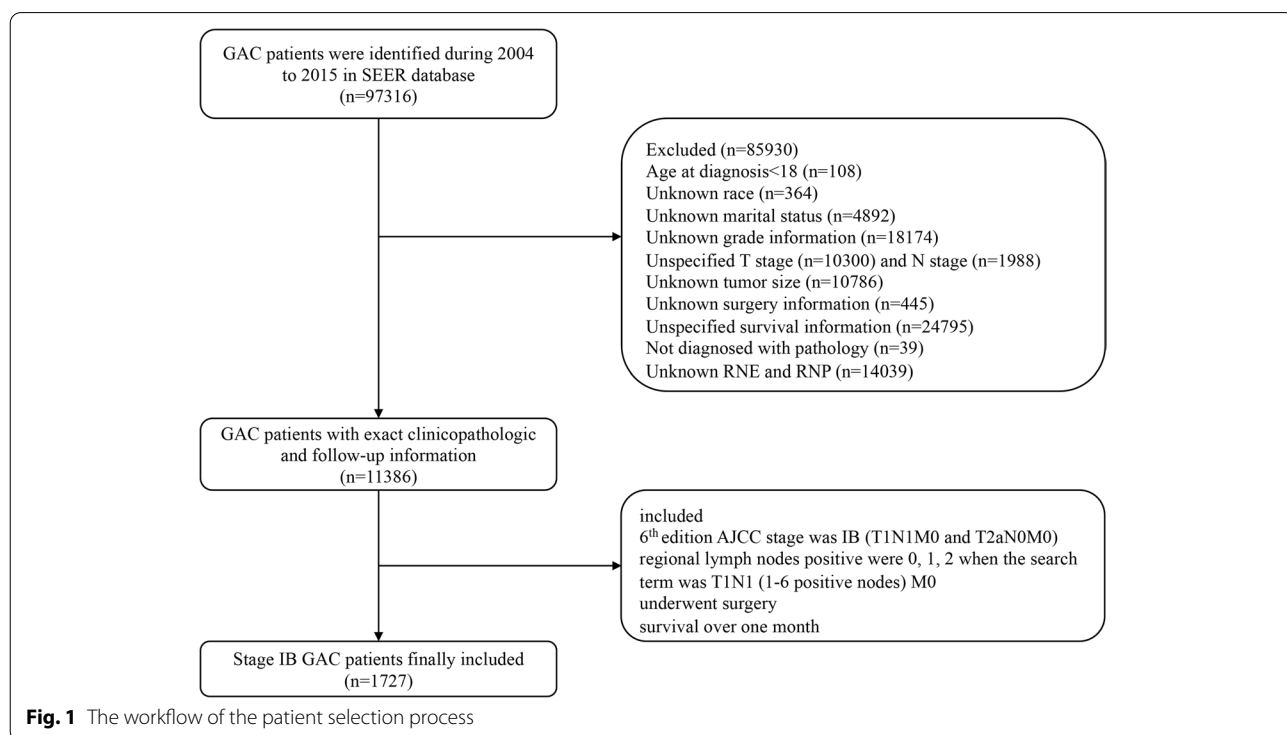 GAC patients were identified during 2004
to 2015 in SEER database
(n=97316)
Excluded (n=85930)
Age at diagnosis<18 (n=108)
Unknown race (n=364)
Unknown marital status (n=4892)
Unknown grade information (n=18174)
Unspecified T stage (n=10300) and N stage (n=1988)
Unknown tumor size (n=10786)
Unknown surgery information (n=445)
Unspecified survival information (n=24795)
Not diagnosed with pathology (n=39)
Unknown RNE and RNP (n=14039)
GAC patients with exact clinicopathologic
and follow-up information
(n=11386)
included
6th edition AJCC stage was IB (T1N1M0 and T2aN0M0)
regional lymph nodes positive were 0, 1, 2 when the search
term was T1N1 (1-6 positive nodes) M0
underwent surgery
survival over one month
Stage IB GAC patients finally included
(n=1727)
Fig. 1 The workflow of the patient selection process